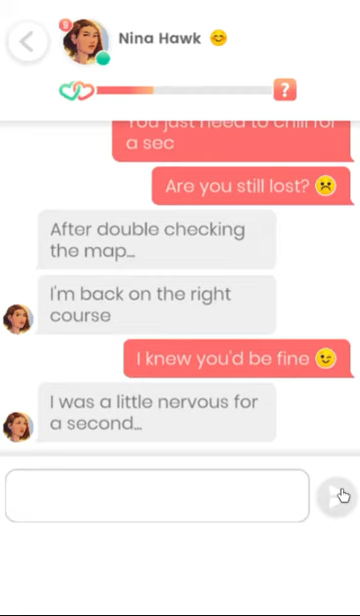 Nina Hawk 😊
?
You just need to chill for
a sec
Are you still lost? ☹️
After double checking
the map...
I'm back on the right
course
I knew you'd be fine 😉
I was a little nervous for
a second...